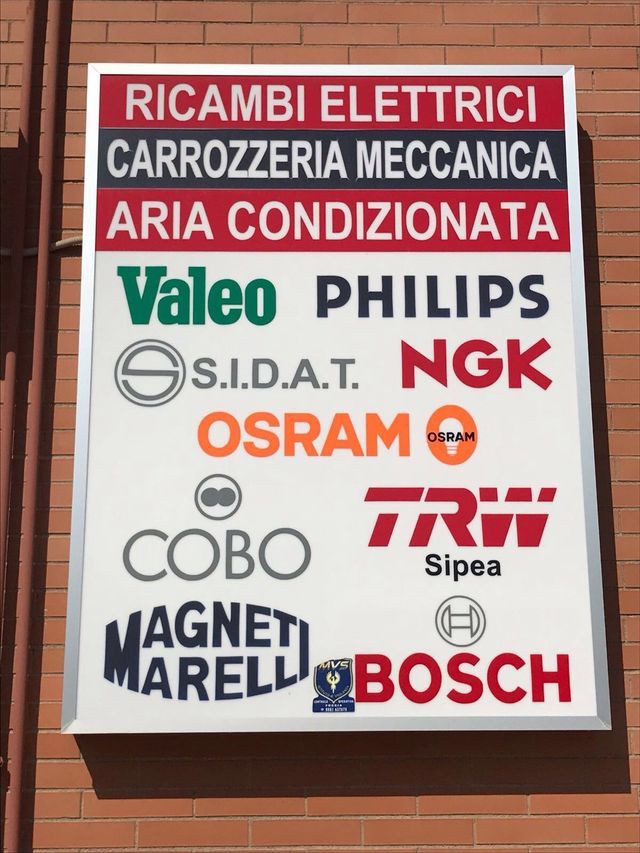 RICAMBI ELETTRICI
CARROZZERIA MECCANICA
ARIA CONDIZIONATA
Valeo PHILIPS
S.I.D.A.T. NGK
OSRAM OSRAM
COBO TRW
Sipea
MAGNETI
MARELLI
BOSCH
MVS